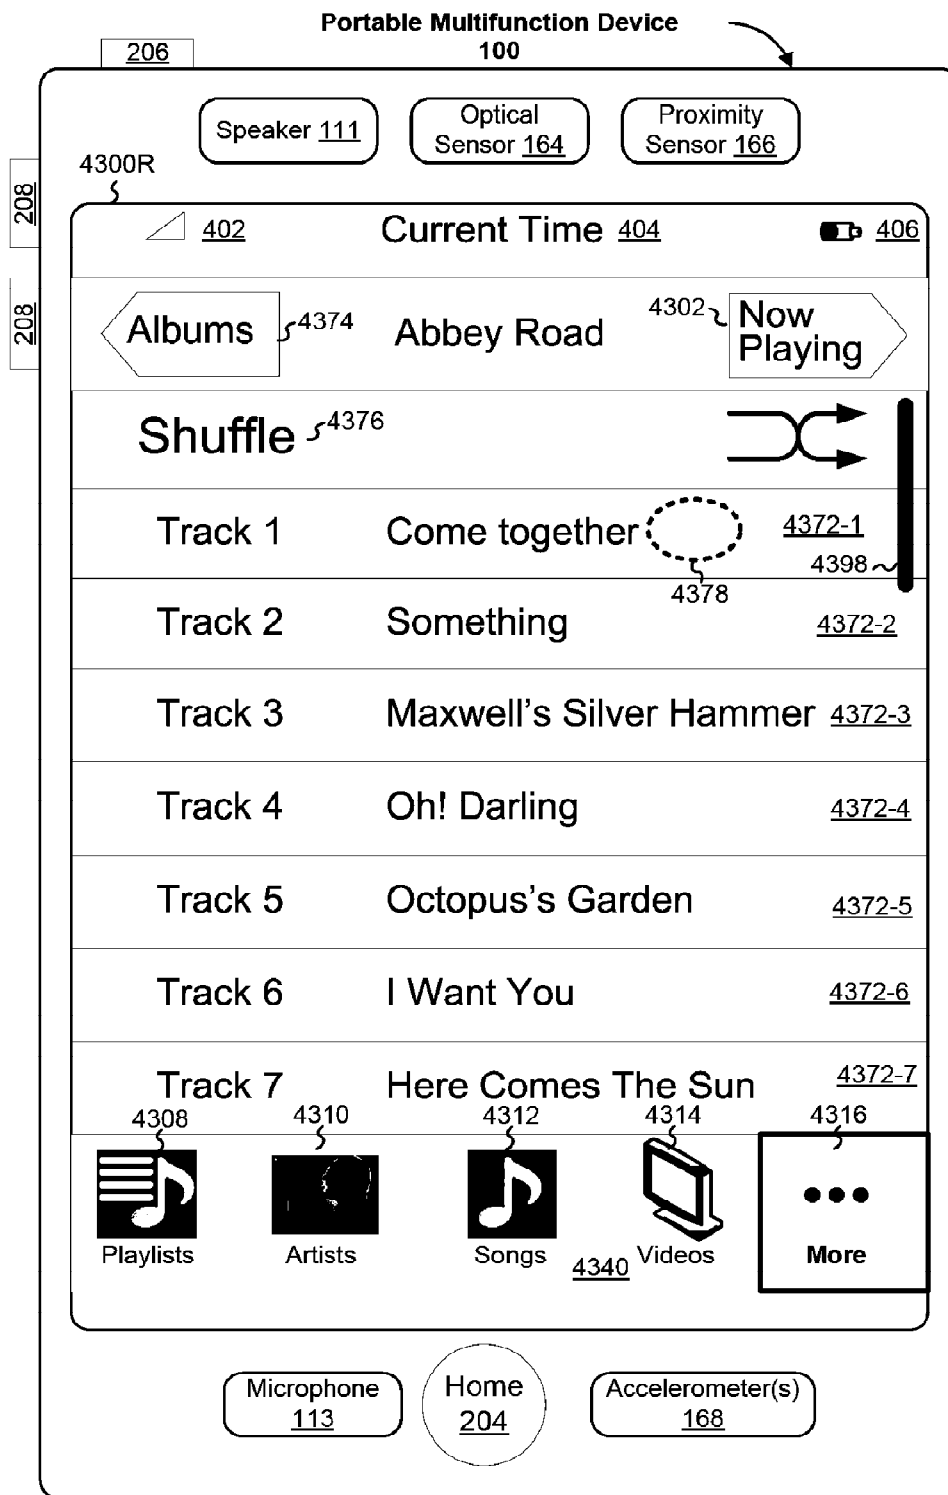 Portable Multifunction Device
100
206
Speaker 111
Optical
Sensor 164
Proximity
Sensor 166
208
4300R
402
Current Time 404
406
208
Albums
4374
Abbey Road
4302
Now
Playing
Shuffle
4376
Track 1
Come together
4372-1
4398
4378
Track 2
Something
4372-2
Track 3
Maxwell's Silver Hammer
4372-3
Track 4
Oh! Darling
4372-4
Track 5
Octopus's Garden
4372-5
Track 6
I Want You
4372-6
Track 7
Here Comes The Sun
4372-7
4308
4310
4312
4314
4316
Playlists
Artists
Songs
4340
Videos
More
Microphone
113
Home
204
Accelerometer(s)
168